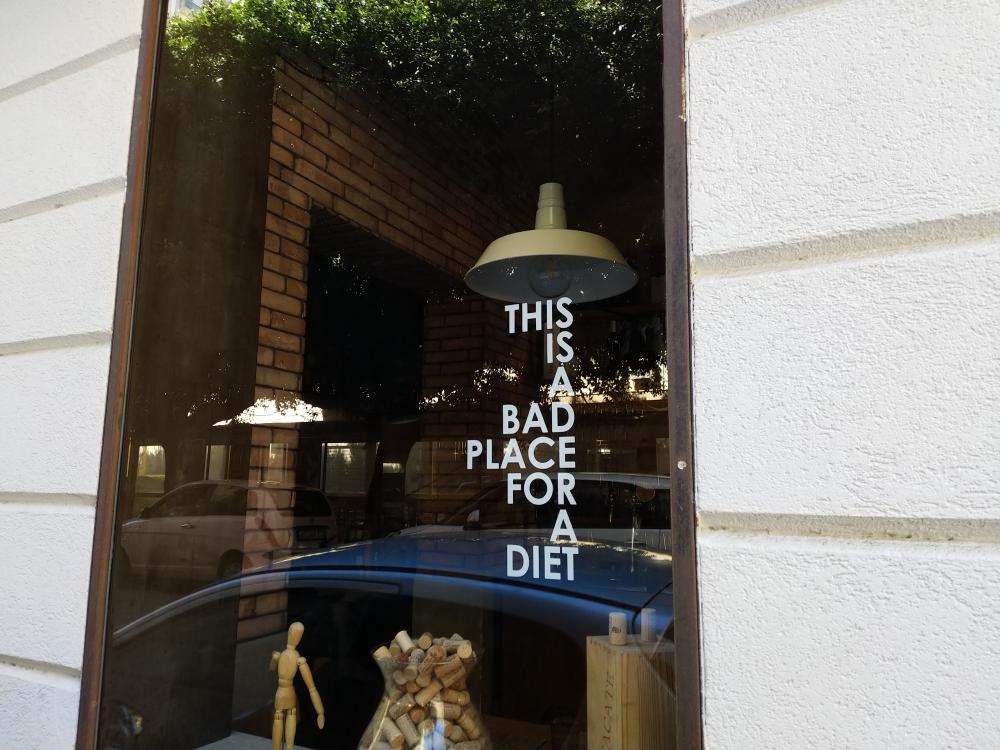 THIS
IS
A
BAD
PLACE
FOR
A
DIET